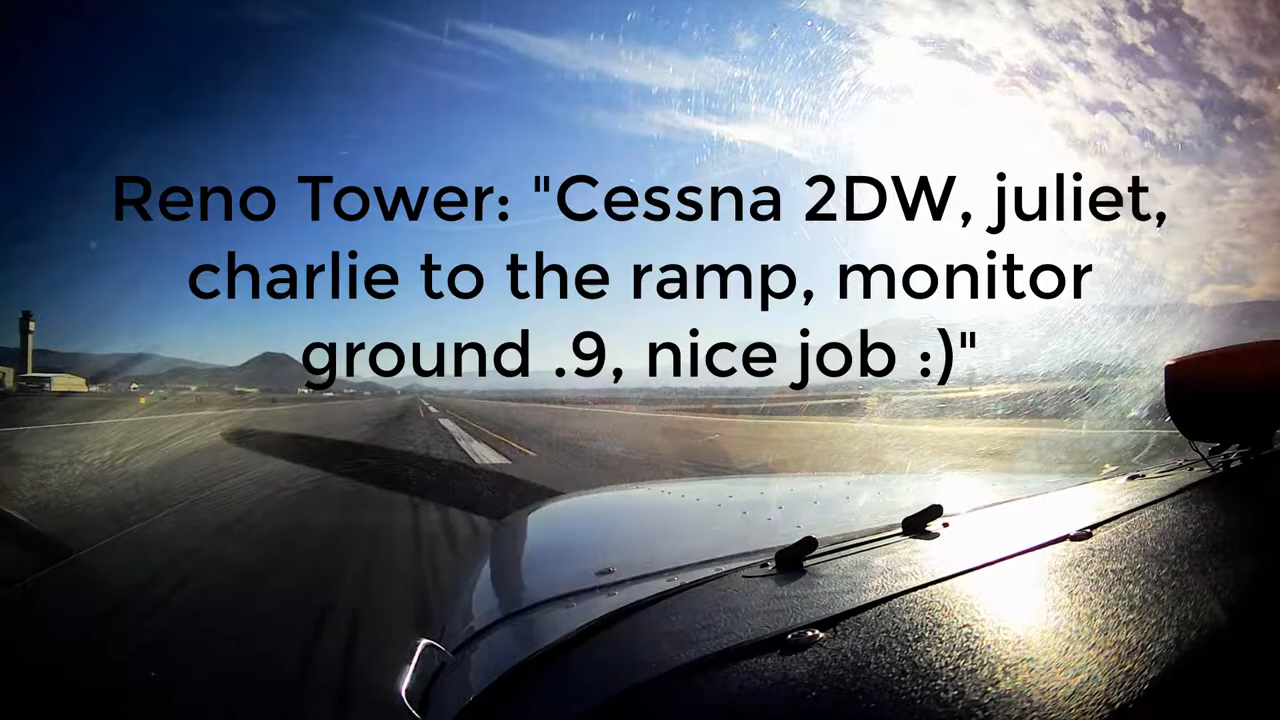 Reno Tower: "Cessna 2DW, juliet,
charlie to the ramp, monitor
ground .9, nice job :)"